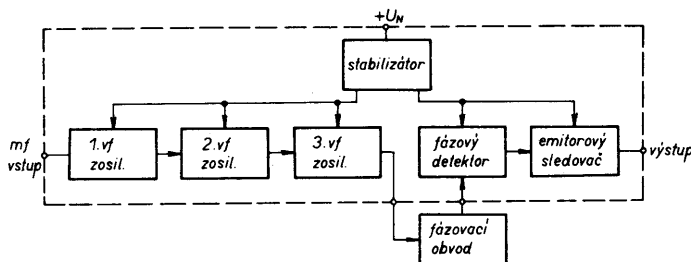 +U_N
stabilizátor
mf
vstup
1. vf
zosil.
2. vf
zosil.
3. vf
zosil.
fázový
detektor
emitorový
sledovač
výstup
fázovací
obvod